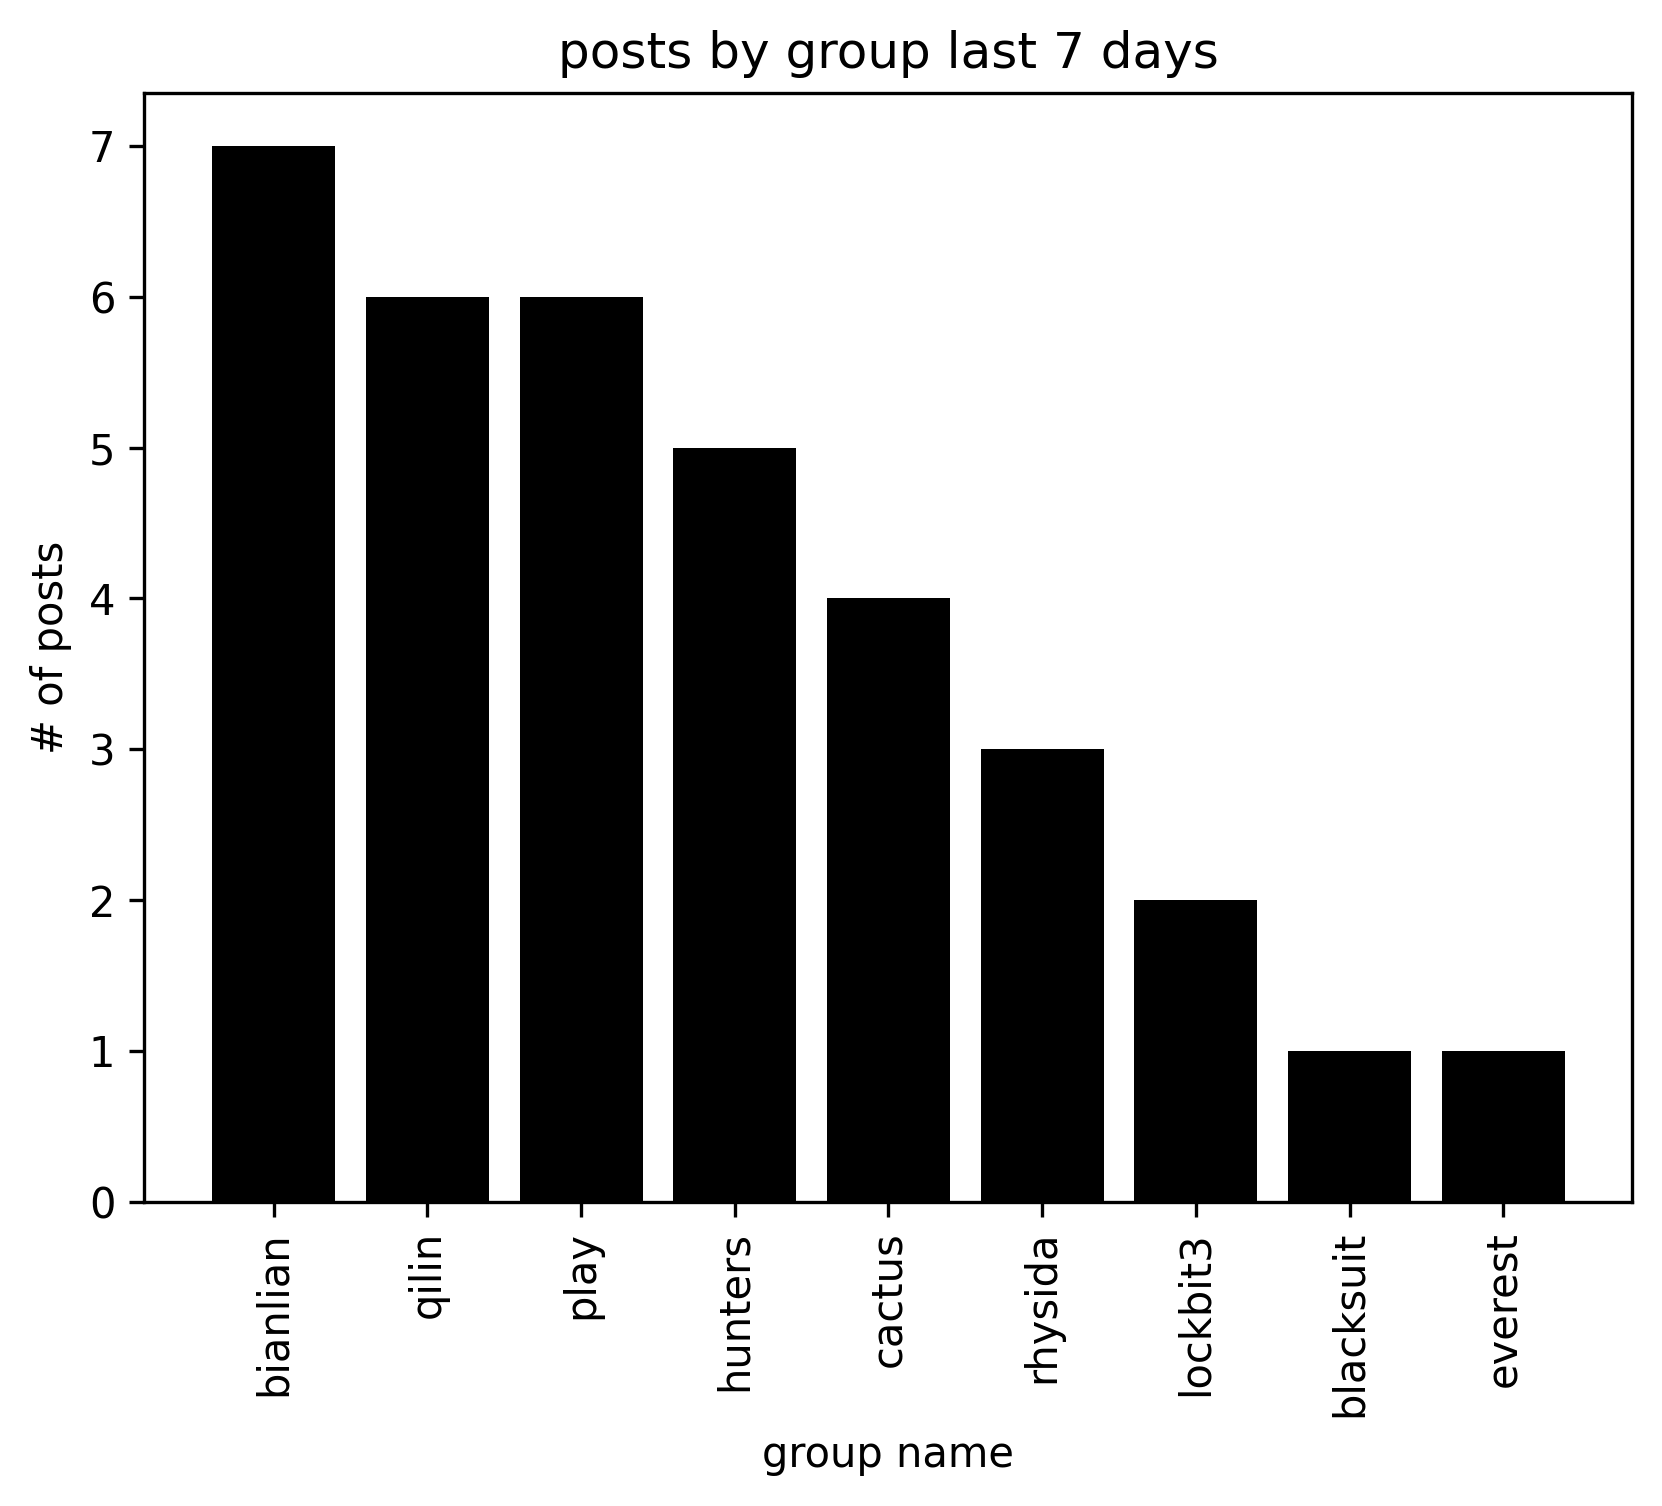 posts by group last 7 days
# of posts
7
6
5
4
3
2
1
0
bianlian
qilin
play
hunters
cactus
rhysida
lockbit3
blacksuit
everest
group name